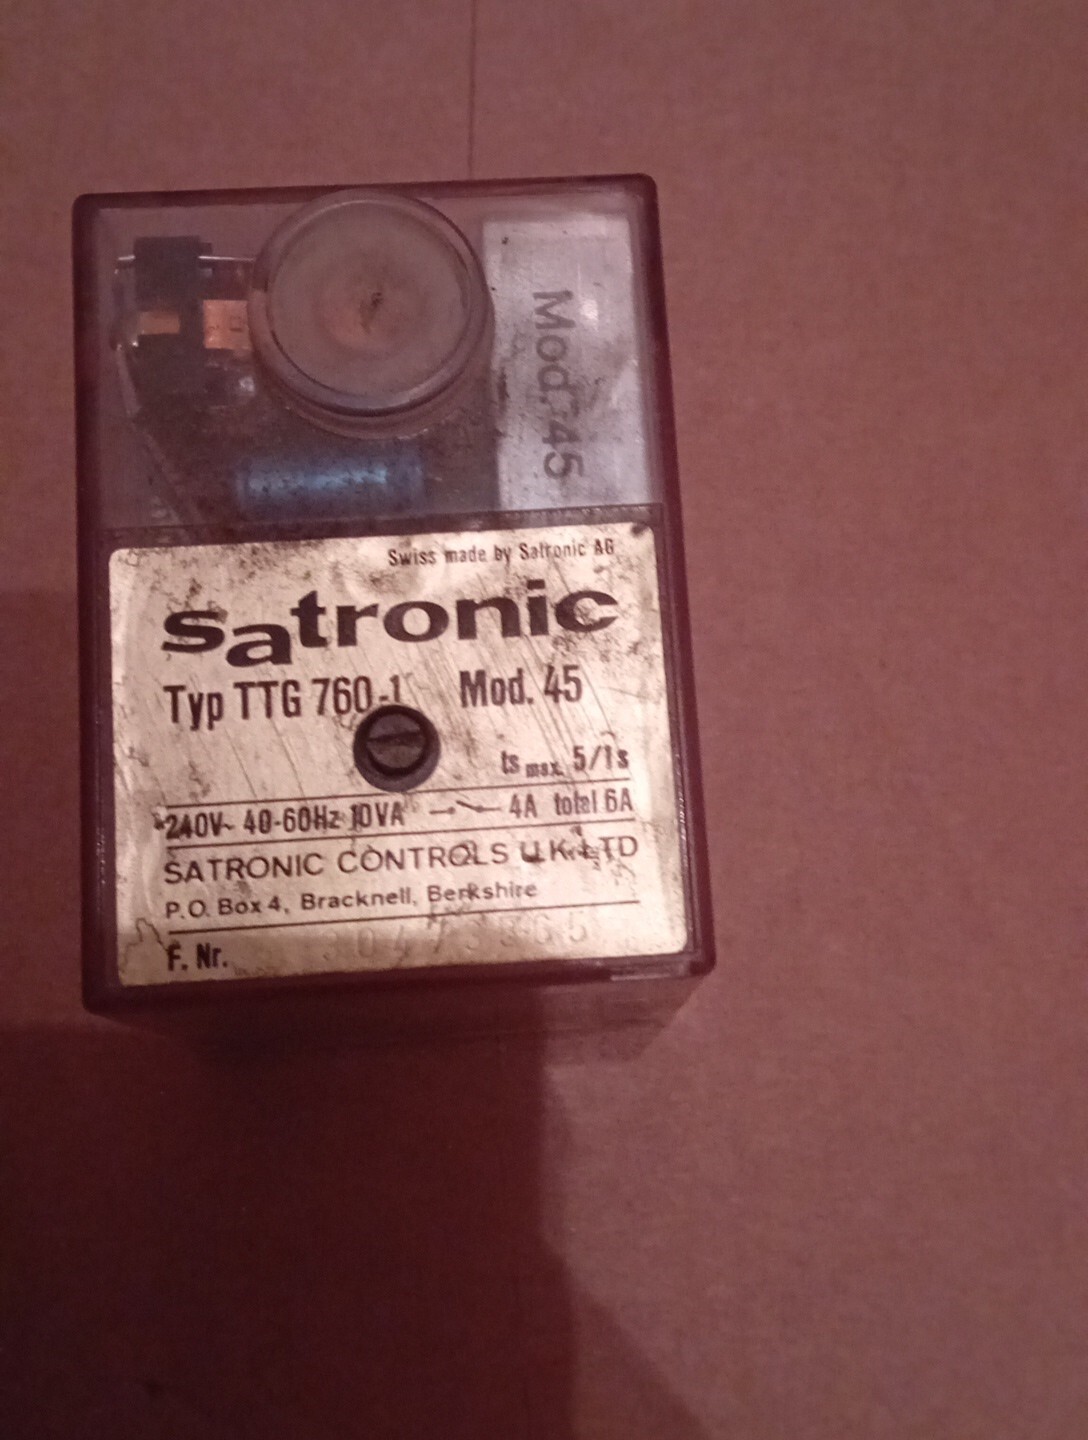 Mod. 45
Swiss made by Satronic AG
satronic
Typ TTG 760-1 Mod. 45
ts max. 5/1s
240V~ 40-60Hz 10VA 4A total 6A
SATRONIC CONTROLS U.K. LTD
P.O. Box 4, Bracknell, Berkshire
F. Nr.